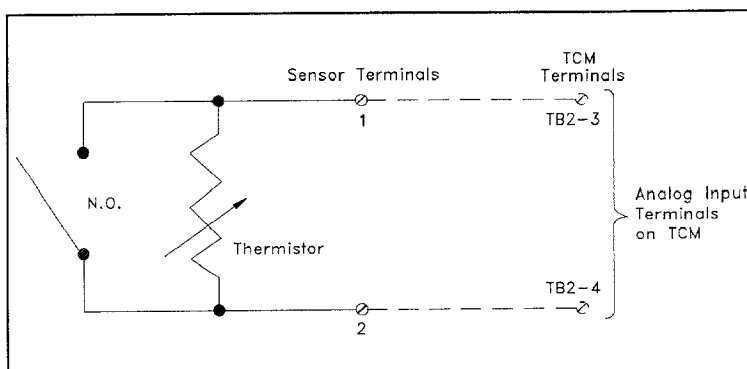 Sensor Terminals
TCM
Terminals
1
TB2-3
N.O.
Thermistor
Analog Input
Terminals
on TCM
TB2-4
2